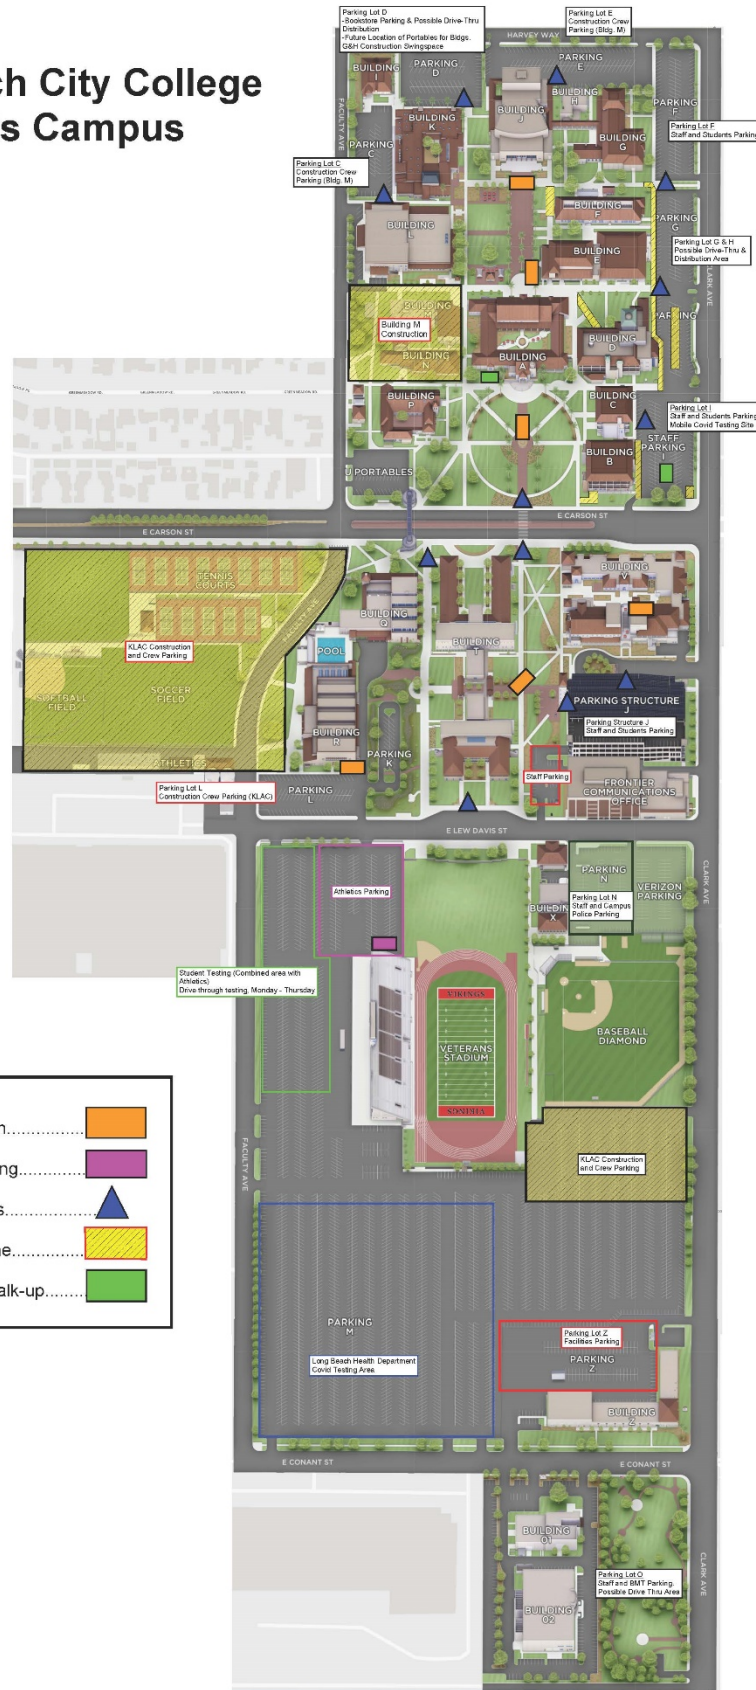 ch City College
s Campus
Parking Lot D
-Bookstore Parking & Possible Drive-Thru
Distribution
-Future Location of Portables for Bldgs.
G&H Construction Swingspace
Parking Lot E
Construction Crew
Parking (Bldg. M)
HARVEY WAY
BUILDING
I
PARKING
D
PARKING
E
BUILDING
H
BUILDING
J
PARKING
F
FACULTY AVE
BUILDING
K
PARKING
C
BUILDING
G
Parking Lot F
Staff and Students Parking
Parking Lot C
Construction Crew
Parking (Bldg. M)
BUILDING
F
BUILDING
L
PARKING
G
Parking Lot G & H
Possible Drive-Thru &
Distribution Area
BUILDING
E
CLARK AVE
BUILDING
M
Building M
Construction
BUILDING
N
PARKING
BUILDING
D
BUILDING
A
BUILDING
P
BUILDING
C
Parking Lot I
Staff and Students Parking
Mobile Covid Testing Site
STAFF
PARKING
I
BUILDING
B
U PORTABLES
E CARSON ST
E CARSON ST
TENNIS
COURTS
BUILDING
V
FACULTY AVE
BUILDING
Q
KLAC Construction
and Crew Parking
POOL
BUILDING
T
SOFTBALL
FIELD
SOCCER
FIELD
PARKING STRUCTURE
J
Parking Structure J
Staff and Students Parking
BUILDING
R
PARKING
K
ATHLETICS
Staff Parking
FRONTIER
COMMUNICATIONS
OFFICE
Parking Lot L
Construction Crew Parking (KLAC)
PARKING
L
E LEW DAVIS ST
PARKING
N
CLARK AVE
Athletics Parking
VERIZON
PARKING
Parking Lot N
Staff and Campus
Police Parking
BUILDING
X
Student Testing (Combined area with
Athletics)
Drive through testing, Monday - Thursday
VIKINGS
BASEBALL
DIAMOND
VETERANS
STADIUM
VIKINGS
n
ng
s
ne
alk-up
FACULTY AVE
KLAC Construction
and Crew Parking
PARKING
M
Long Beach Health Department
Covid Testing Area
Parking Lot Z
Facilities Parking
PARKING
Z
BUILDING
Z
E CONANT ST
E CONANT ST
BUILDING
O1
CLARK AVE
Parking Lot O
Staff and BMT Parking.
Possible Drive Thru Area
BUILDING
O2